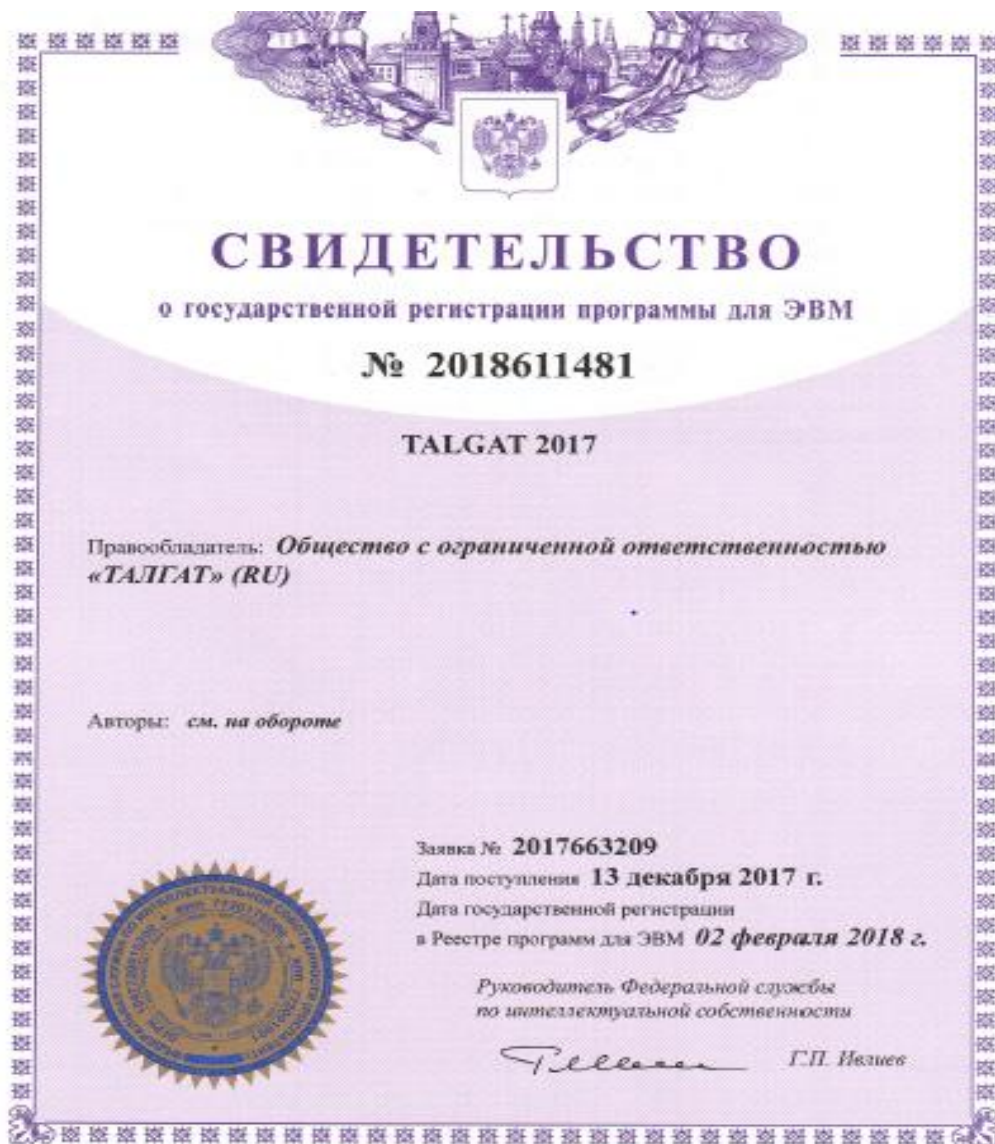 СВИДЕТЕЛЬСТВО
о государственной регистрации программы для ЭВМ
№ 2018611481
TALGAT 2017
Правообладатель: Общество с ограниченной ответственностью
«ТАЛГАТ» (RU)
Авторы: см. на обороте
Заявка № 2017663209
Дата поступления 13 декабря 2017 г.
Дата государственной регистрации
в Реестре программ для ЭВМ 02 февраля 2018 г.
Руководитель Федеральной службы
по интеллектуальной собственности
Г.П. Ивлиев